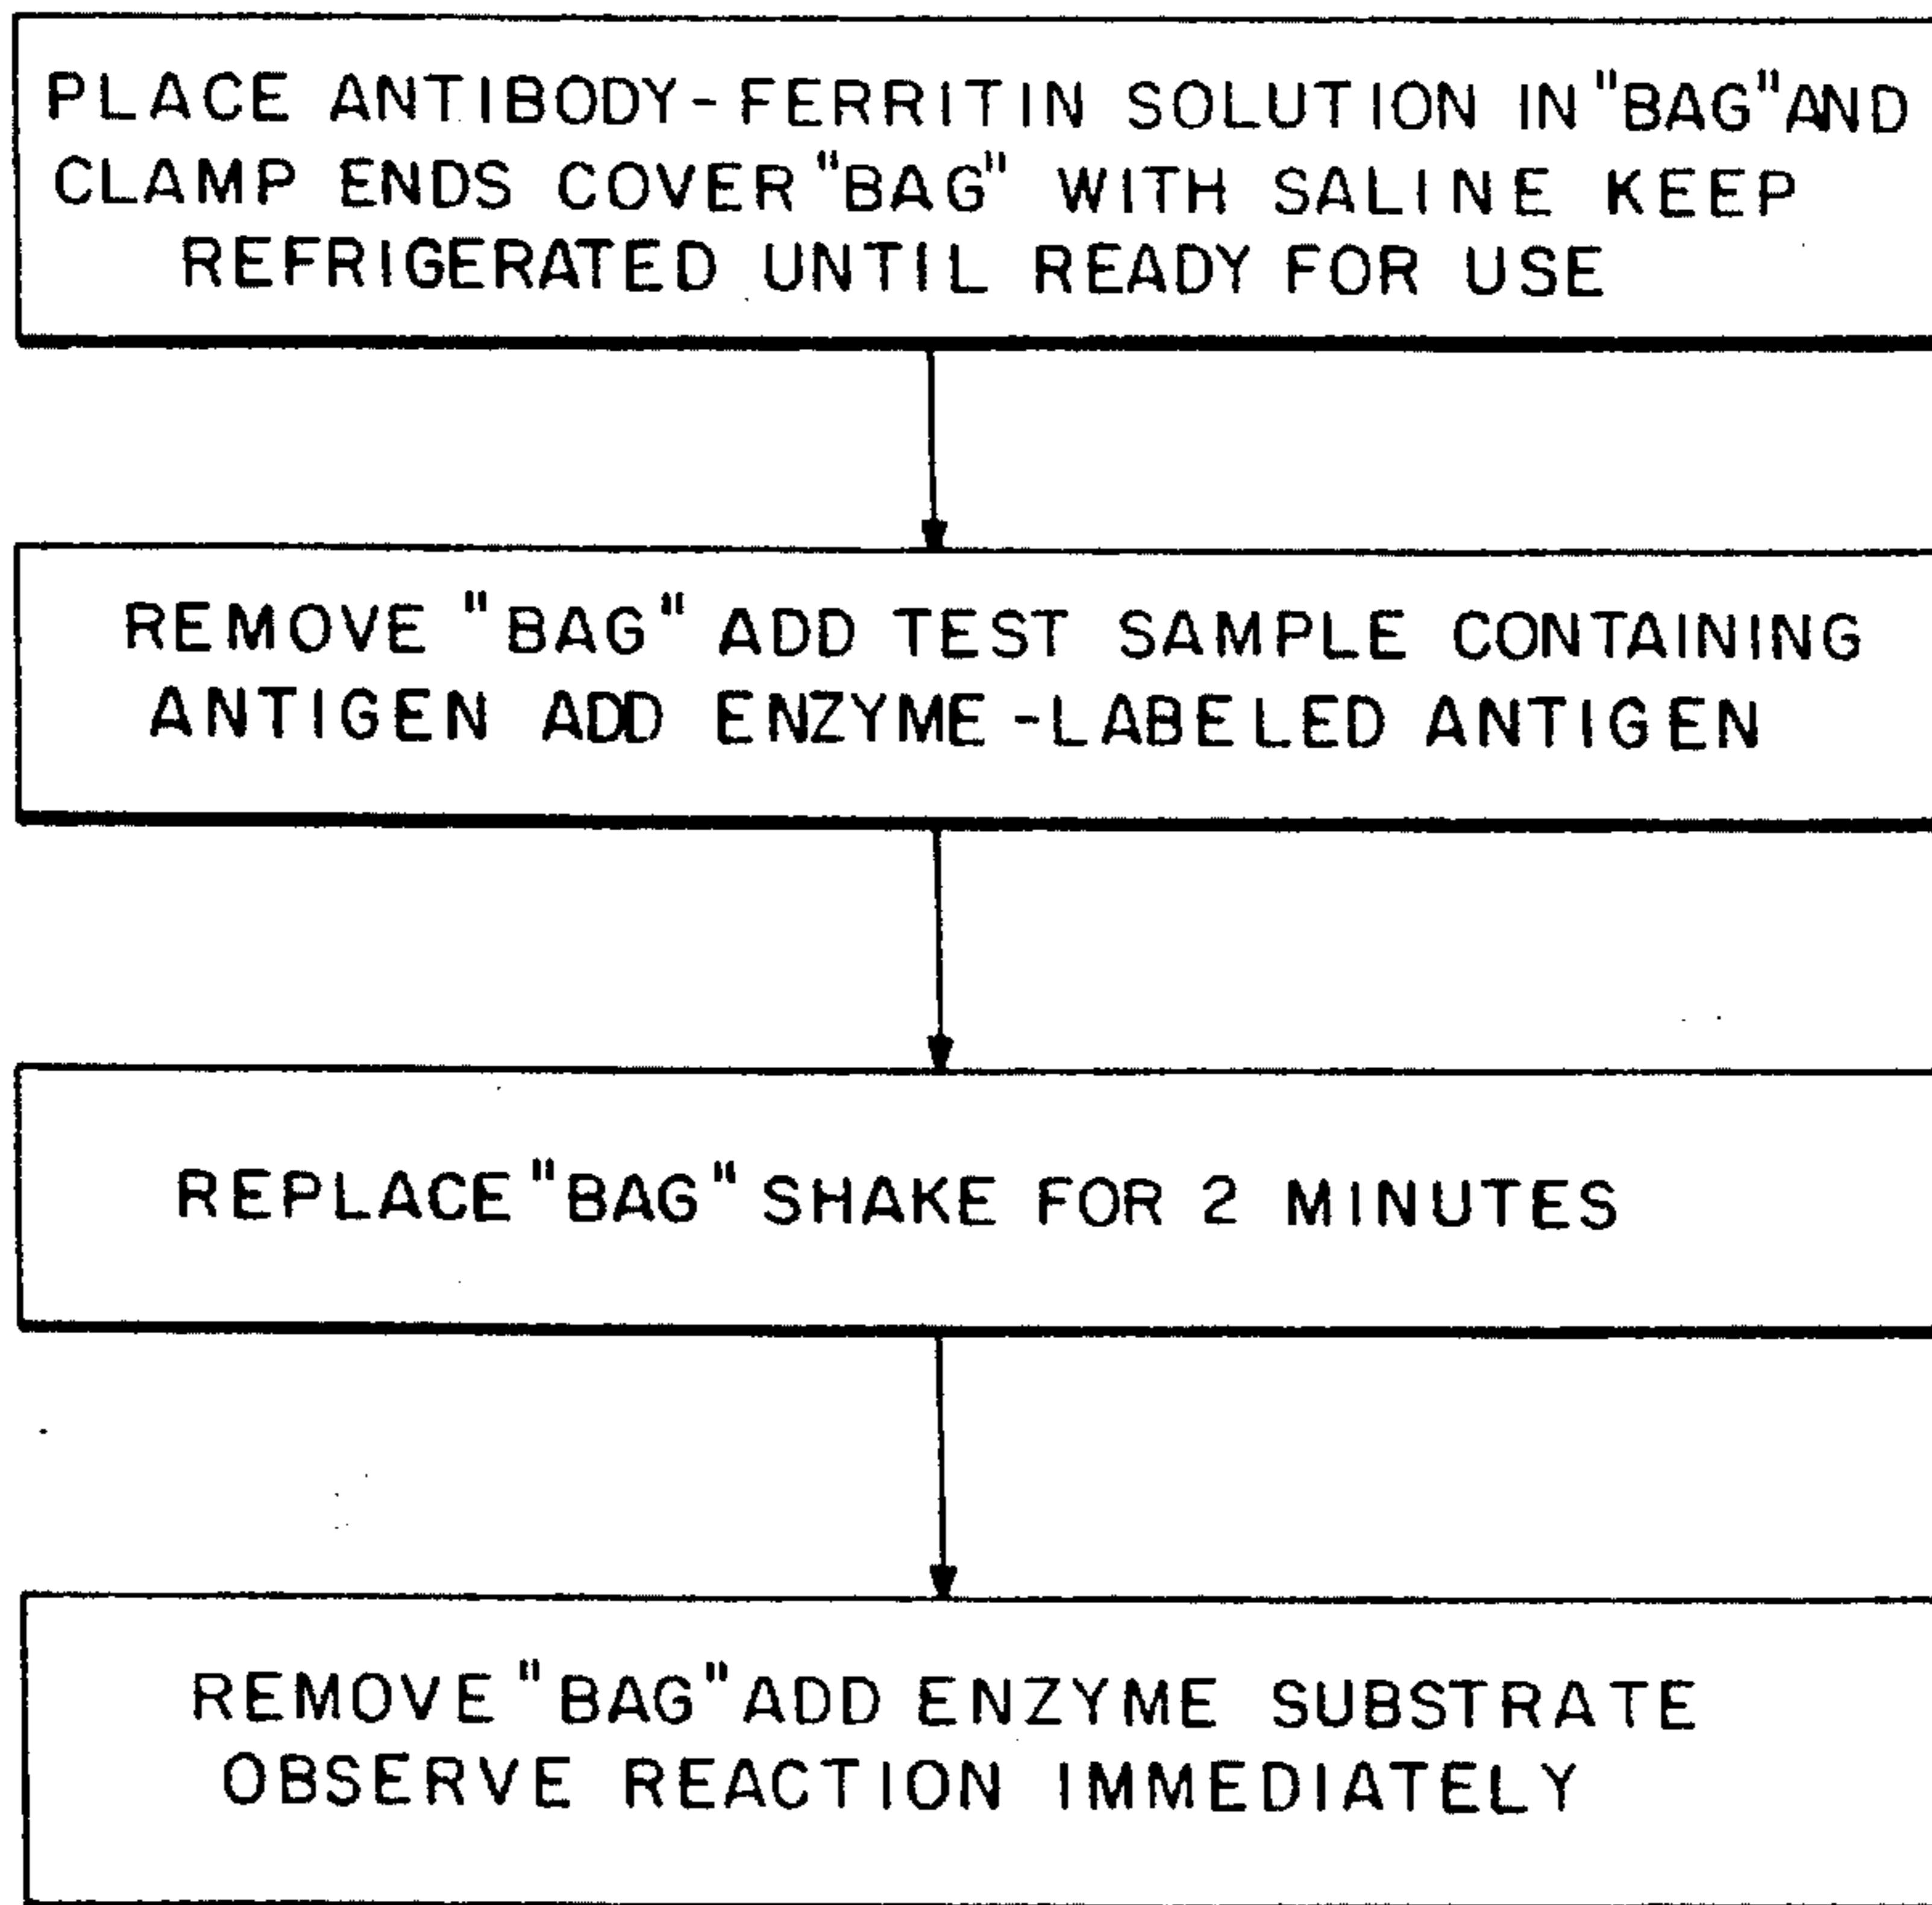 PLACE ANTIBODY-FERRITIN SOLUTION IN "BAG" AND
CLAMP ENDS COVER "BAG" WITH SALINE KEEP
REFRIGERATED UNTIL READY FOR USE
REMOVE "BAG" ADD TEST SAMPLE CONTAINING
ANTIGEN ADD ENZYME-LABELED ANTIGEN
REPLACE "BAG" SHAKE FOR 2 MINUTES
REMOVE "BAG" ADD ENZYME SUBSTRATE
OBSERVE REACTION IMMEDIATELY